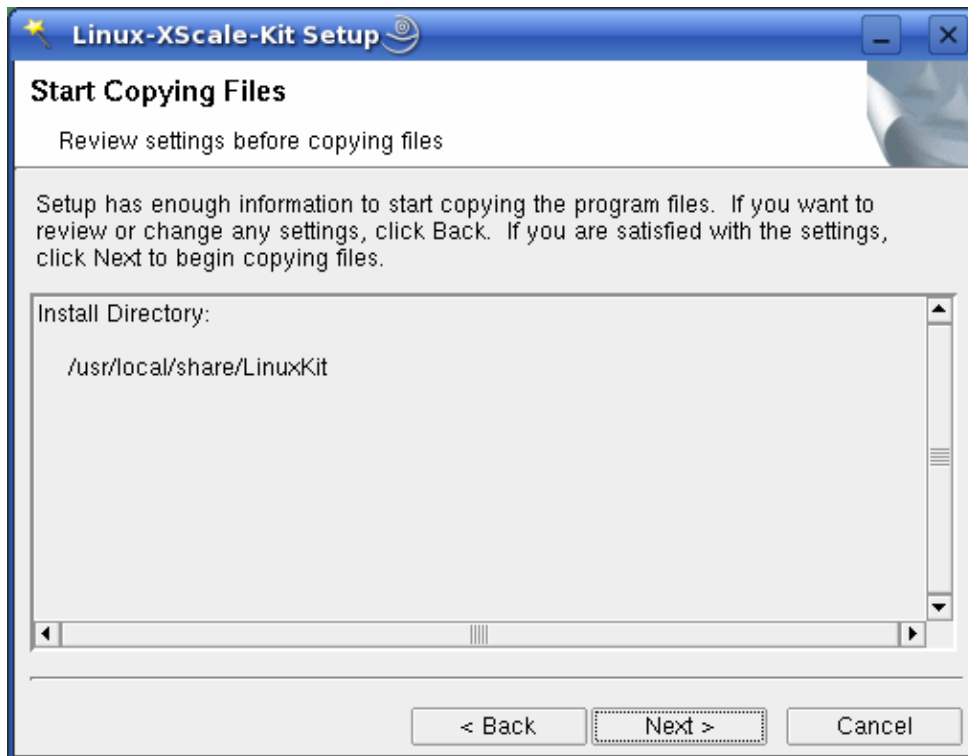 Linux-XScale-Kit Setup
Start Copying Files
Review settings before copying files
Setup has enough information to start copying the program files.  If you want to
review or change any settings, click Back.  If you are satisfied with the settings,
click Next to begin copying files.
Install Directory:
/usr/local/share/LinuxKit
< Back
Next >
Cancel